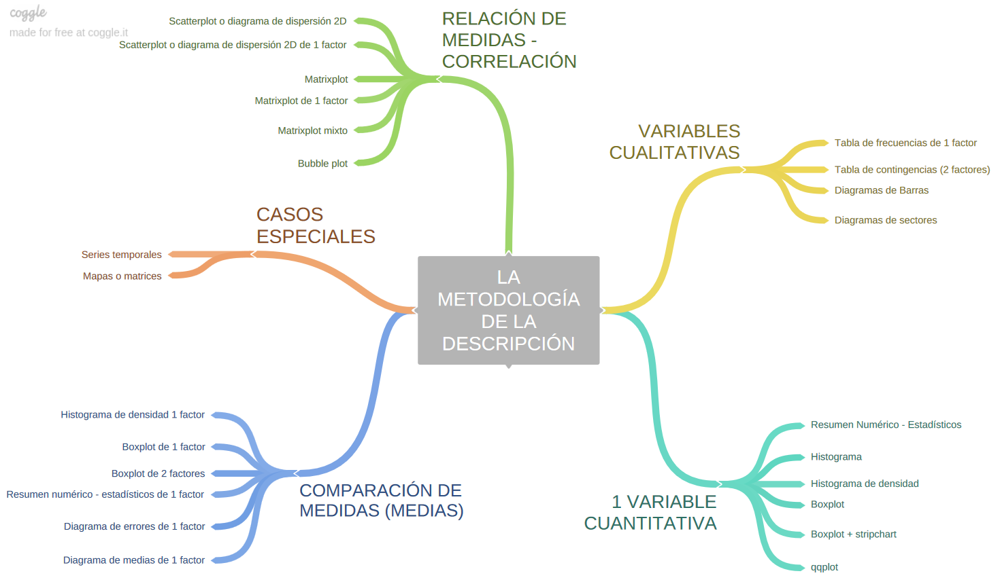 coggle
made for free at coggle.it
RELACIÓN DE
MEDIDAS -
CORRELACIÓN
Scatterplot o diagrama de dispersión 2D
Scatterplot o diagrama de dispersión 2D de 1 factor
Matrixplot
Matrixplot de 1 factor
Matrixplot mixto
Bubble plot
VARIABLES
CUALITATIVAS
Tabla de frecuencias de 1 factor
Tabla de contingencias (2 factores)
Diagramas de Barras
Diagramas de sectores
CASOS
ESPECIALES
Series temporales
Mapas o matrices
LA
METODOLOGÍA
DE LA
DESCRIPCIÓN
Histograma de densidad 1 factor
Boxplot de 1 factor
Boxplot de 2 factores
Resumen numérico - estadísticos de 1 factor
Diagrama de errores de 1 factor
Diagrama de medias de 1 factor
COMPARACIÓN DE
MEDIDAS (MEDIAS)
1 VARIABLE
CUANTITATIVA
Resumen Numérico - Estadísticos
Histograma
Histograma de densidad
Boxplot
Boxplot + stripchart
qqplot